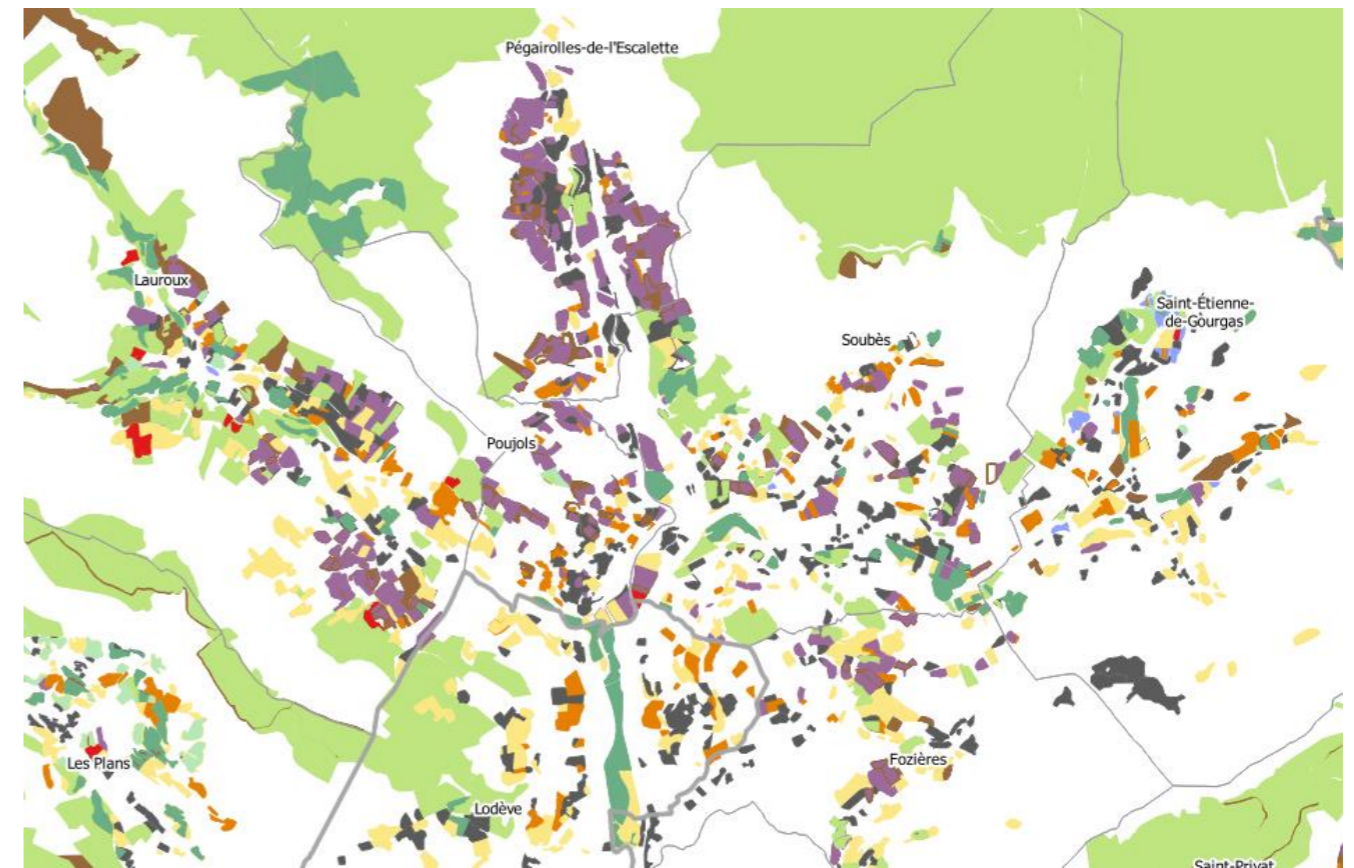 Pégairolles-de-l'Escalette
Lauroux
Saint-Étienne-
de-Gourgas
Soubès
Poujols
Les Plans
Fozières
Lodève
Saint-Privat